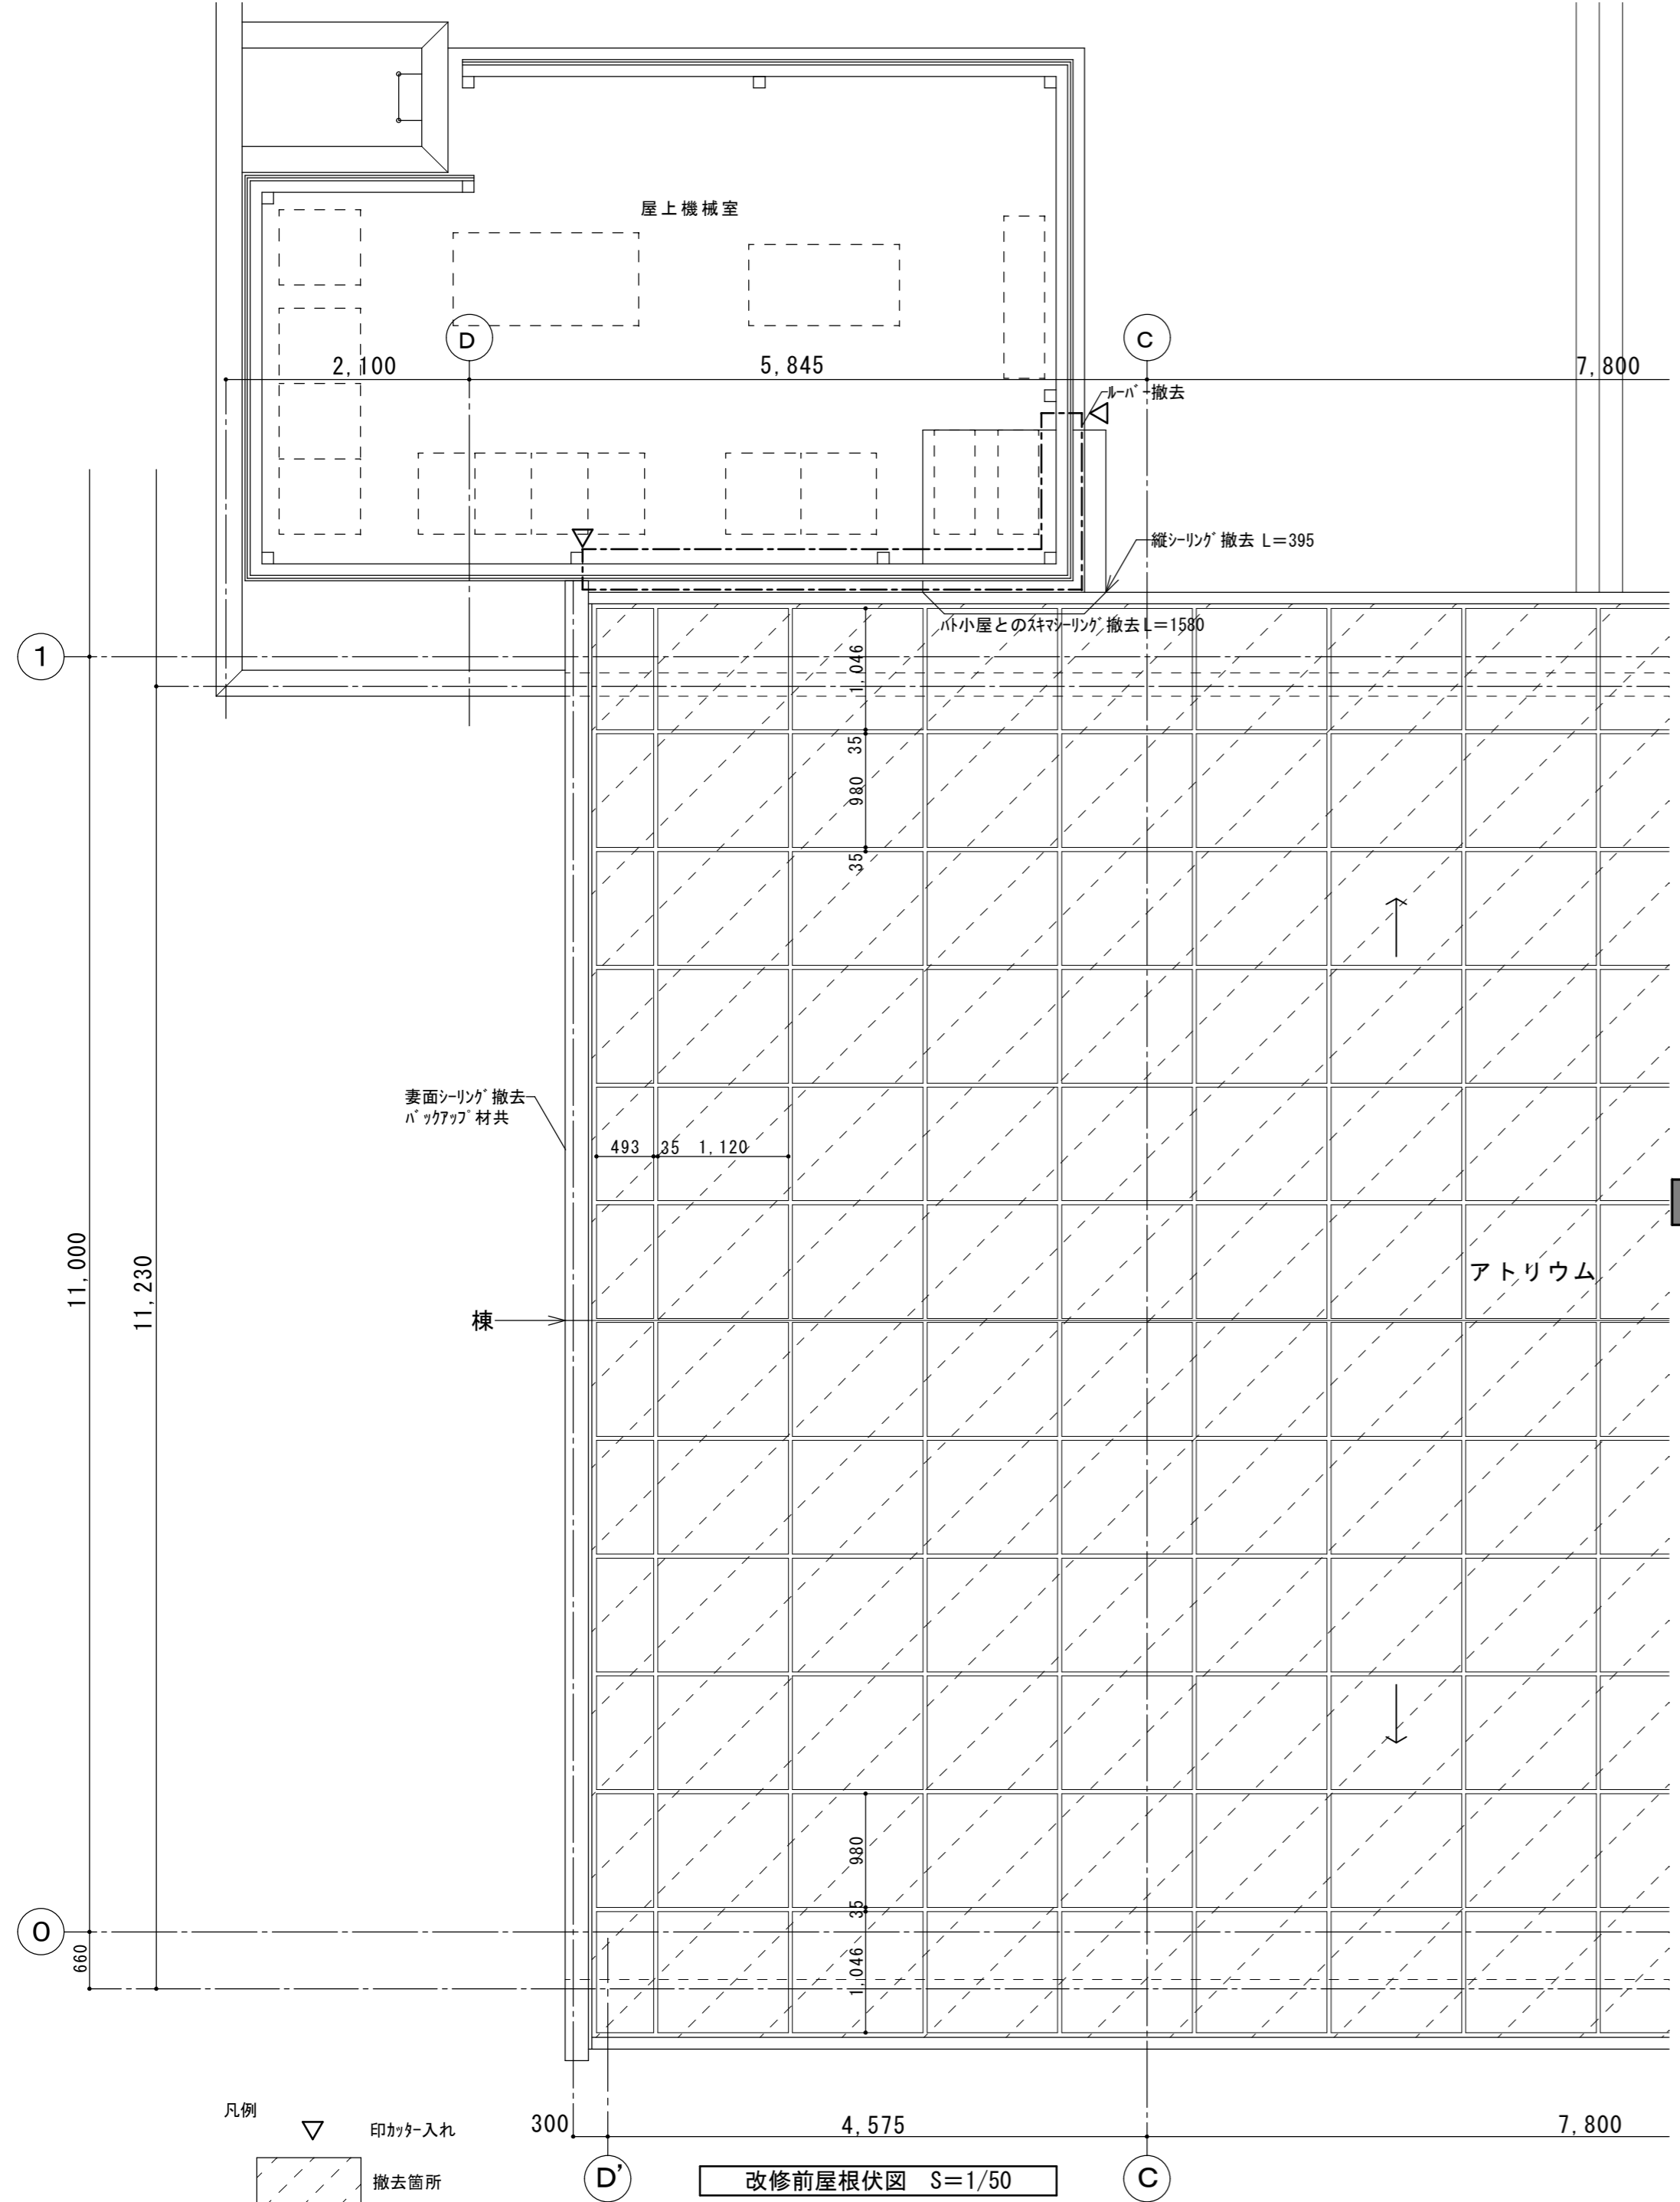 屋上機械室
D
C
2,100
5,845
7,800
ルーバー撤去
縦シーリング撤去 L=395
ハト小屋とのスキマシーリング撤去L=1580
1
1,046
35
980
35
妻面シーリング撤去
バックアップ材共
493
35
1,120
11,000
11,230
アトリウム
棟
980
35
1,046
0
660
凡例
印カッター入れ
撤去箇所
300
4,575
7,800
D'
C
改修前屋根伏図 S=1/50